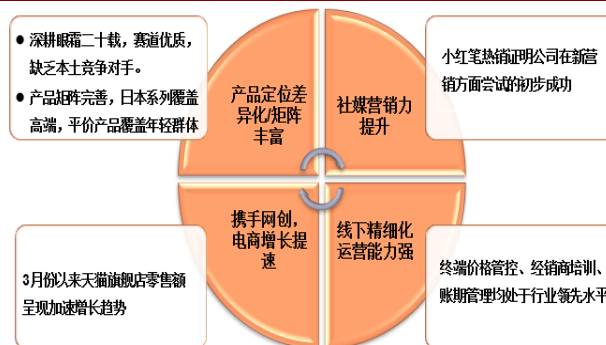 ● 深耕眼霜二十载，赛道优质，
缺乏本土竞争对手。
● 产品矩阵完善，日本系列覆盖
高端，平价产品覆盖年轻群体
产品定位差
异化/矩阵
丰富
社媒营销力
提升
小红笔热销证明公司在新营
销方面尝试的初步成功
3月份以来天猫旗舰店零售额
呈现加速增长趋势
携手网创，
电商增长提
速
线下精细化
运营能力强
终端价格管控、经销商培训、
账期管理均处于行业领先水平